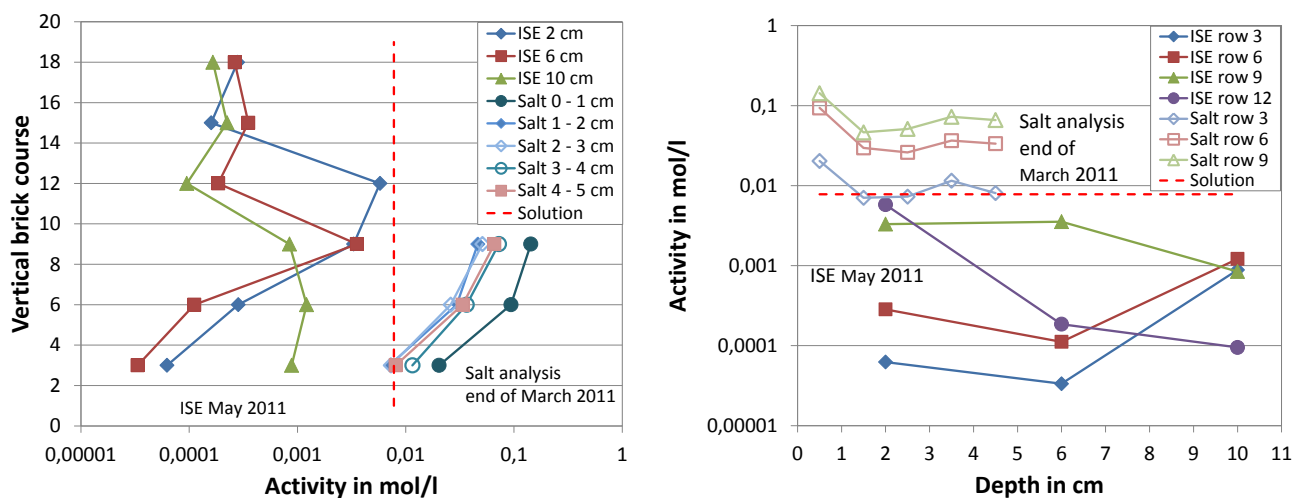 20
18
16
14
12
10
8
6
4
2
0
Vertical brick course
0,00001
0,0001
0,001
0,01
0,1
1
Activity in mol/l
ISE 2 cm
ISE 6 cm
ISE 10 cm
Salt 0 - 1 cm
Salt 1 - 2 cm
Salt 2 - 3 cm
Salt 3 - 4 cm
Salt 4 - 5 cm
Solution
ISE May 2011
Salt analysis
end of March 2011
1
0,1
0,01
0,001
0,0001
0,00001
Activity in mol/l
0 1 2 3 4 5 6 7 8 9 10 11
Depth in cm
ISE row 3
ISE row 6
ISE row 9
ISE row 12
Salt row 3
Salt row 6
Salt row 9
Solution
Salt analysis
end of
March 2011
ISE May 2011